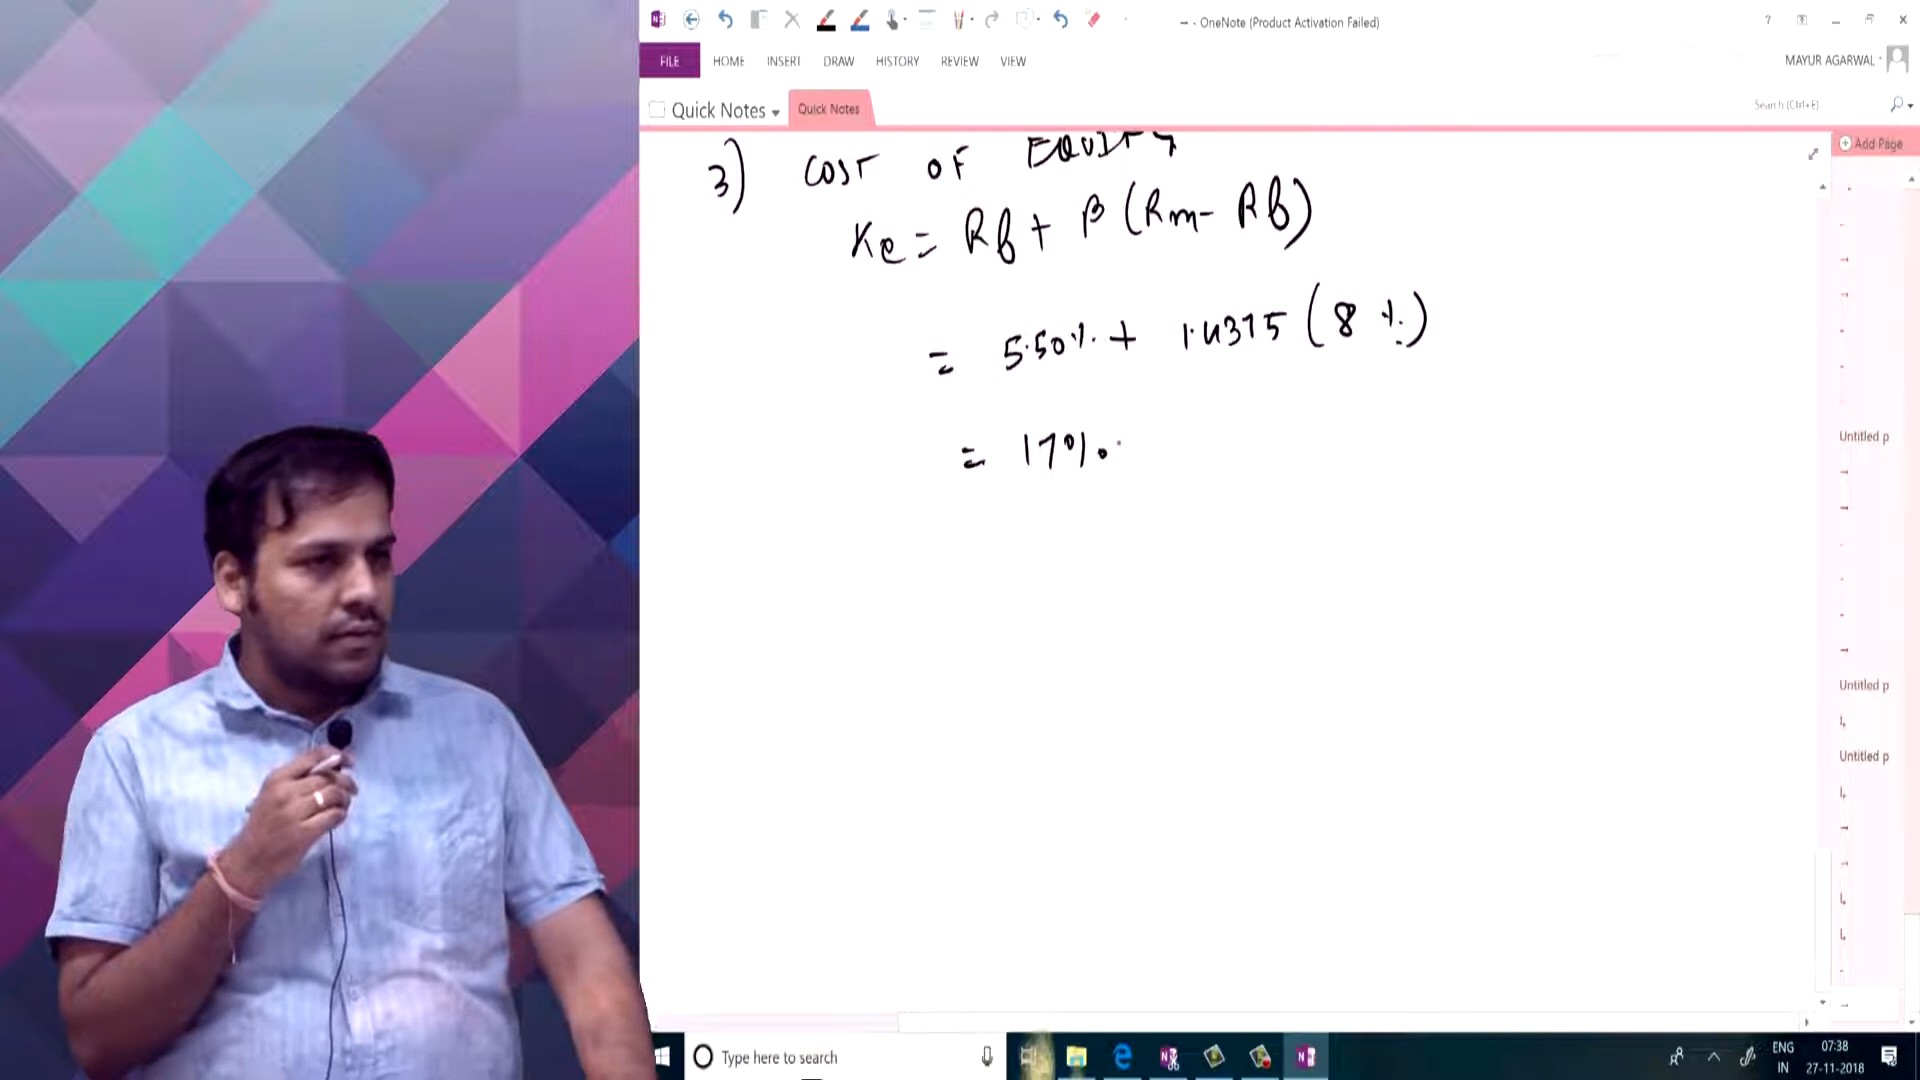 — - OneNote (Product Activation Failed)
FILE HOME INSERT DRAW HISTORY REVIEW VIEW
MAYUR AGARWAL
Quick Notes Quick Notes
Search (Ctrl+E)
Add Page
3) COST OF EQUITY
Ke = Rf + β (Rm - Rf)
= 5.50% + 1.4375 (8 %)
= 17%
Untitled p
Untitled p
Untitled p
Type here to search
ENG
IN
07:38
27-11-2018